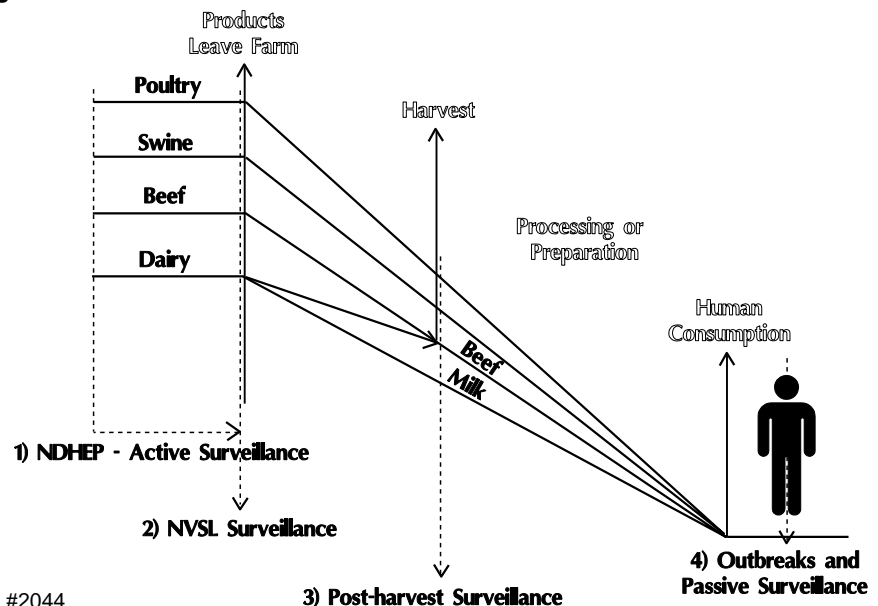 Products
Leave Farm
Poultry
Harvest
Swine
Beef
Processing or
Preparation
Dairy
Human
Consumption
Beef
Milk
1) NDHEP - Active Surveillance
2) NVSL Surveillance
4) Outbreaks and
Passive Surveillance
3) Post-harvest Surveillance
#2044